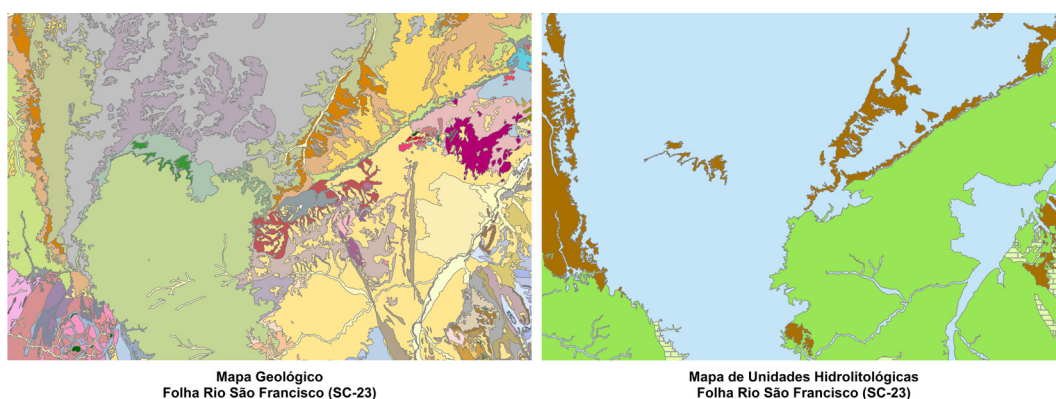 Mapa Geológico
Folha Rio São Francisco (SC-23)
Mapa de Unidades Hidrolitológicas
Folha Rio São Francisco (SC-23)